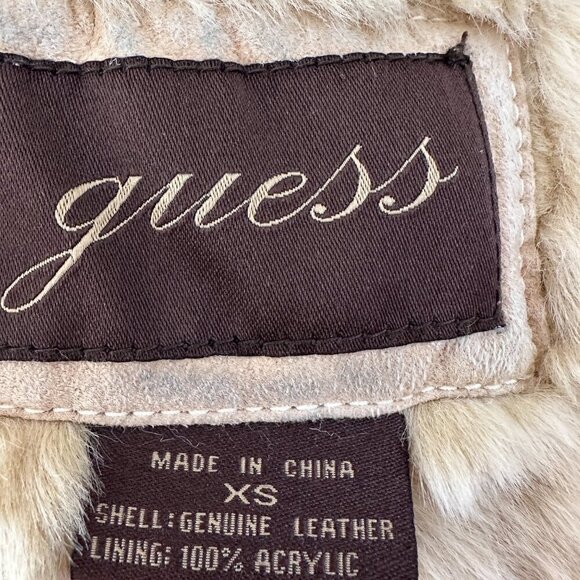 guess
MADE IN CHINA
XS
SHELL: GENUINE LEATHER
LINING: 100% ACRYLIC